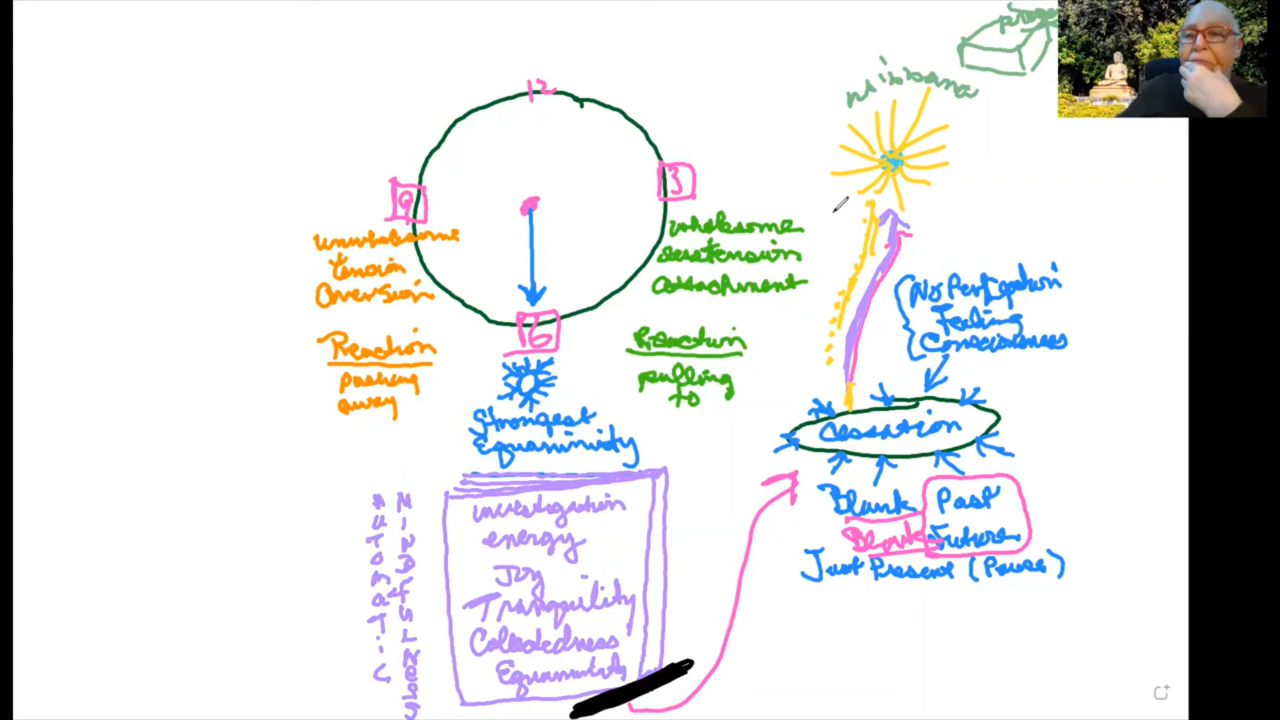 12
9
3
6
nibbana
unwholesome
tension
aversion
Reaction
pushing
away
wholesome
attachment
Reaction
pulling
to
Strongest
Equanimity
AUTOMATIC
MINDFULNESS
investigation
energy
Joy
Tranquility
Collectedness
Equanimity
No Perception
Feeling
Consciousness
cessation
Blank Past
Blank Future
Just Present (Pause)